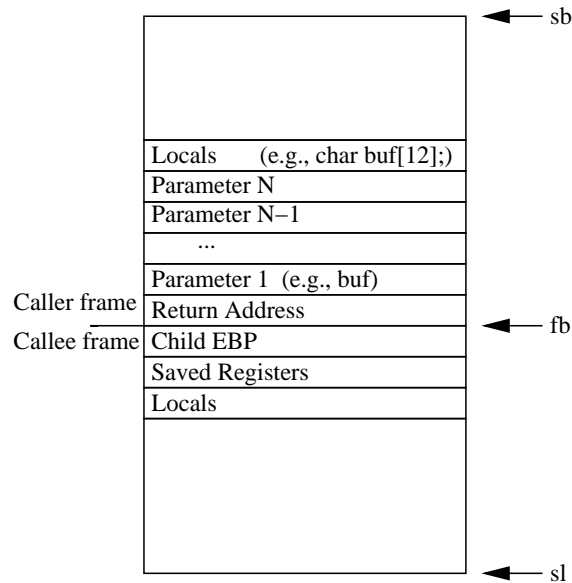 sb
Locals (e.g., char buf[12];)
Parameter N
Parameter N−1
...
Parameter 1 (e.g., buf)
Caller frame
Return Address
fb
Callee frame
Child EBP
Saved Registers
Locals
sl